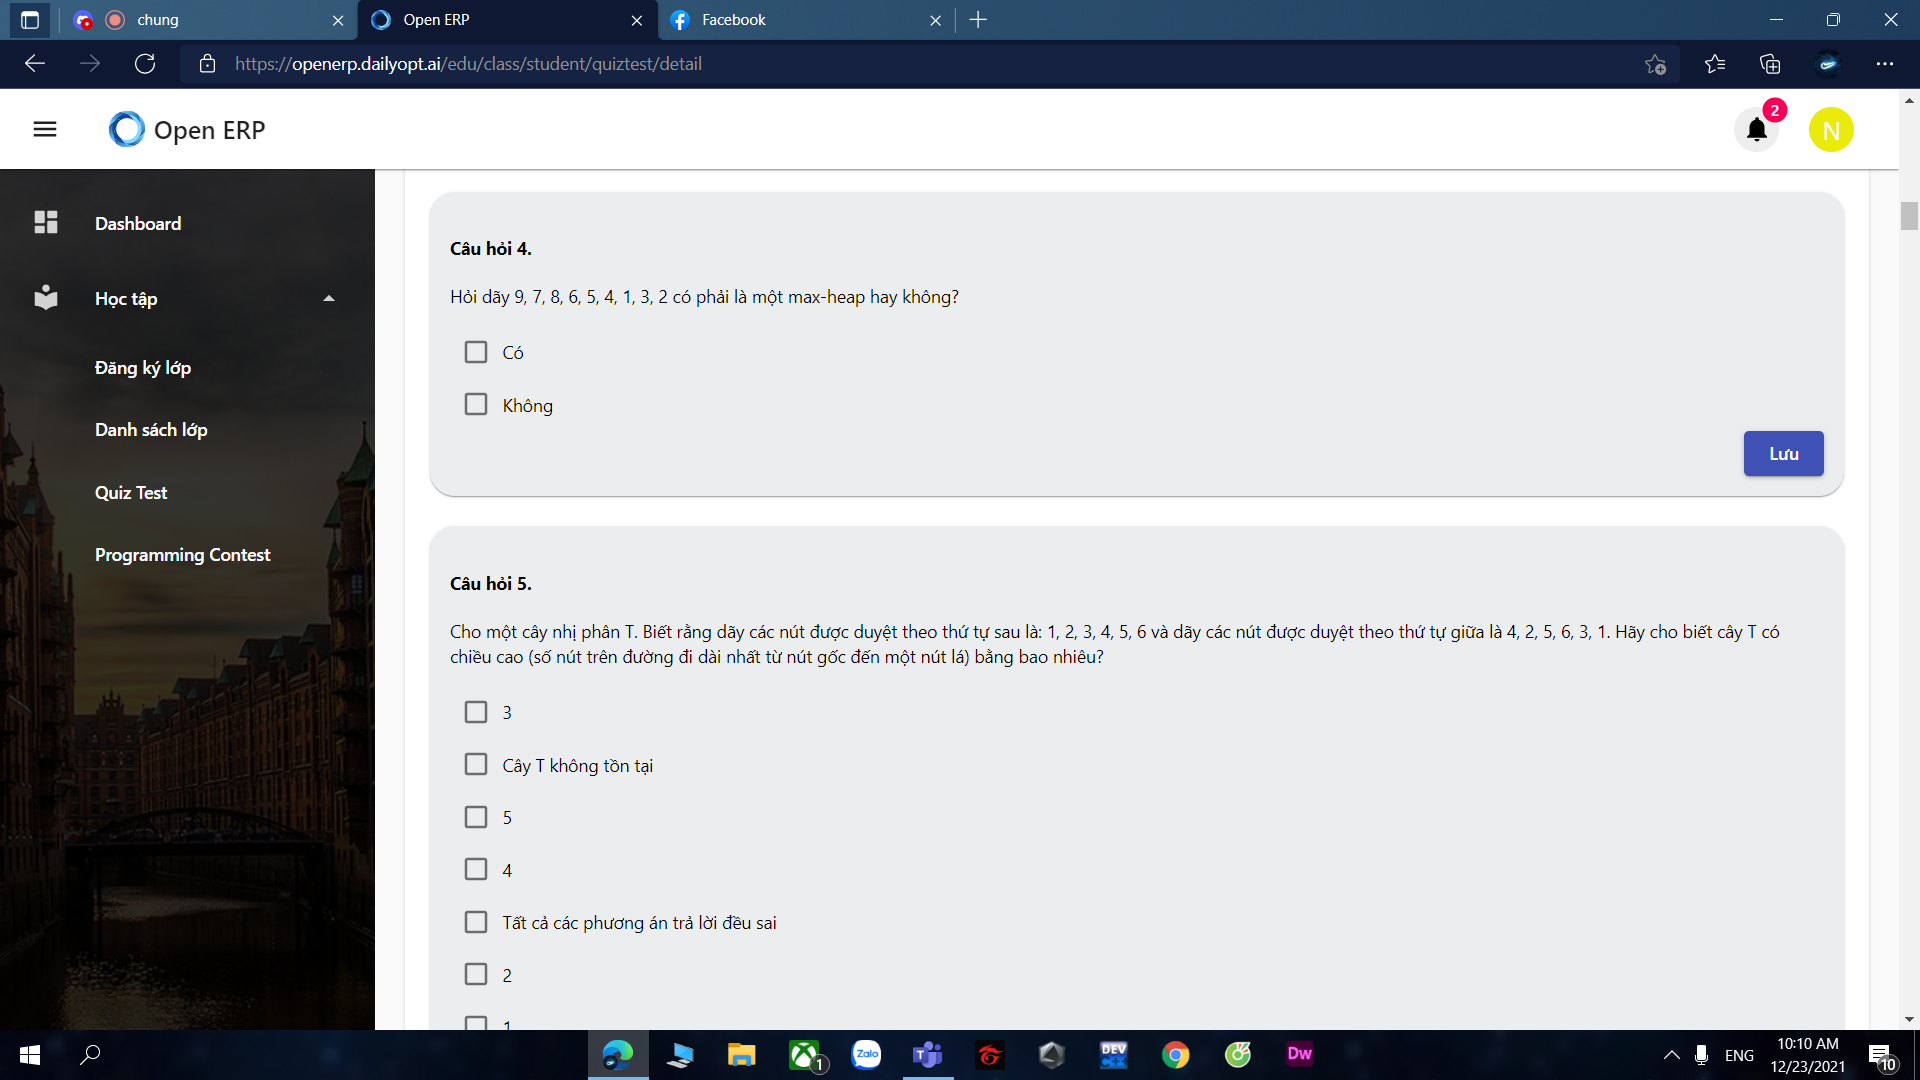 chung
Open ERP
Facebook
https://openerp.dailyopt.ai/edu/class/student/quiztest/detail
Open ERP
2
N
Dashboard
Học tập
Đăng ký lớp
Danh sách lớp
Quiz Test
Programming Contest
Câu hỏi 4.
Hỏi dãy 9, 7, 8, 6, 5, 4, 1, 3, 2 có phải là một max-heap hay không?
Có
Không
Lưu
Câu hỏi 5.
Cho một cây nhị phân T. Biết rằng dãy các nút được duyệt theo thứ tự sau là: 1, 2, 3, 4, 5, 6 và dãy các nút được duyệt theo thứ tự giữa là 4, 2, 5, 6, 3, 1. Hãy cho biết cây T có
chiều cao (số nút trên đường đi dài nhất từ nút gốc đến một nút lá) bằng bao nhiêu?
3
Cây T không tồn tại
5
4
Tất cả các phương án trả lời đều sai
2
1
1
Zalo
T
DEV
C++
Dw
ENG
10:10 AM
12/23/2021
10